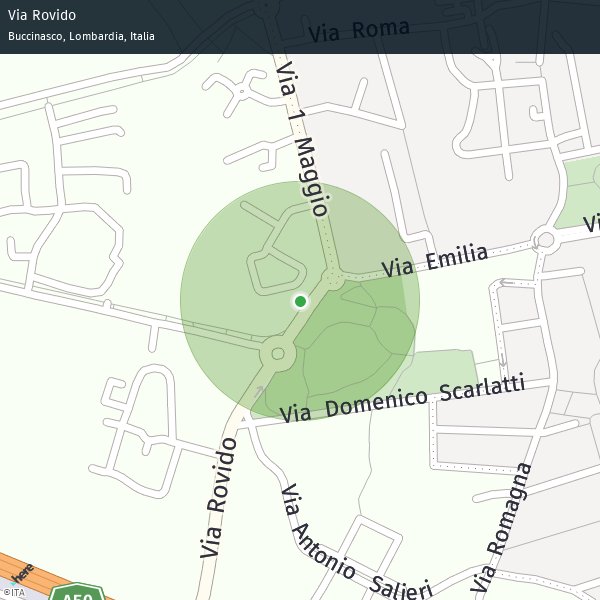 Via Rovido
Buccinasco, Lombardia, Italia
Via Roma
Via 1 Maggio
Vi
Via Emilia
Via Domenico Scarlatti
Via Rovido
Via Antonio Salieri
Via Romagna
here
©ITA
A50